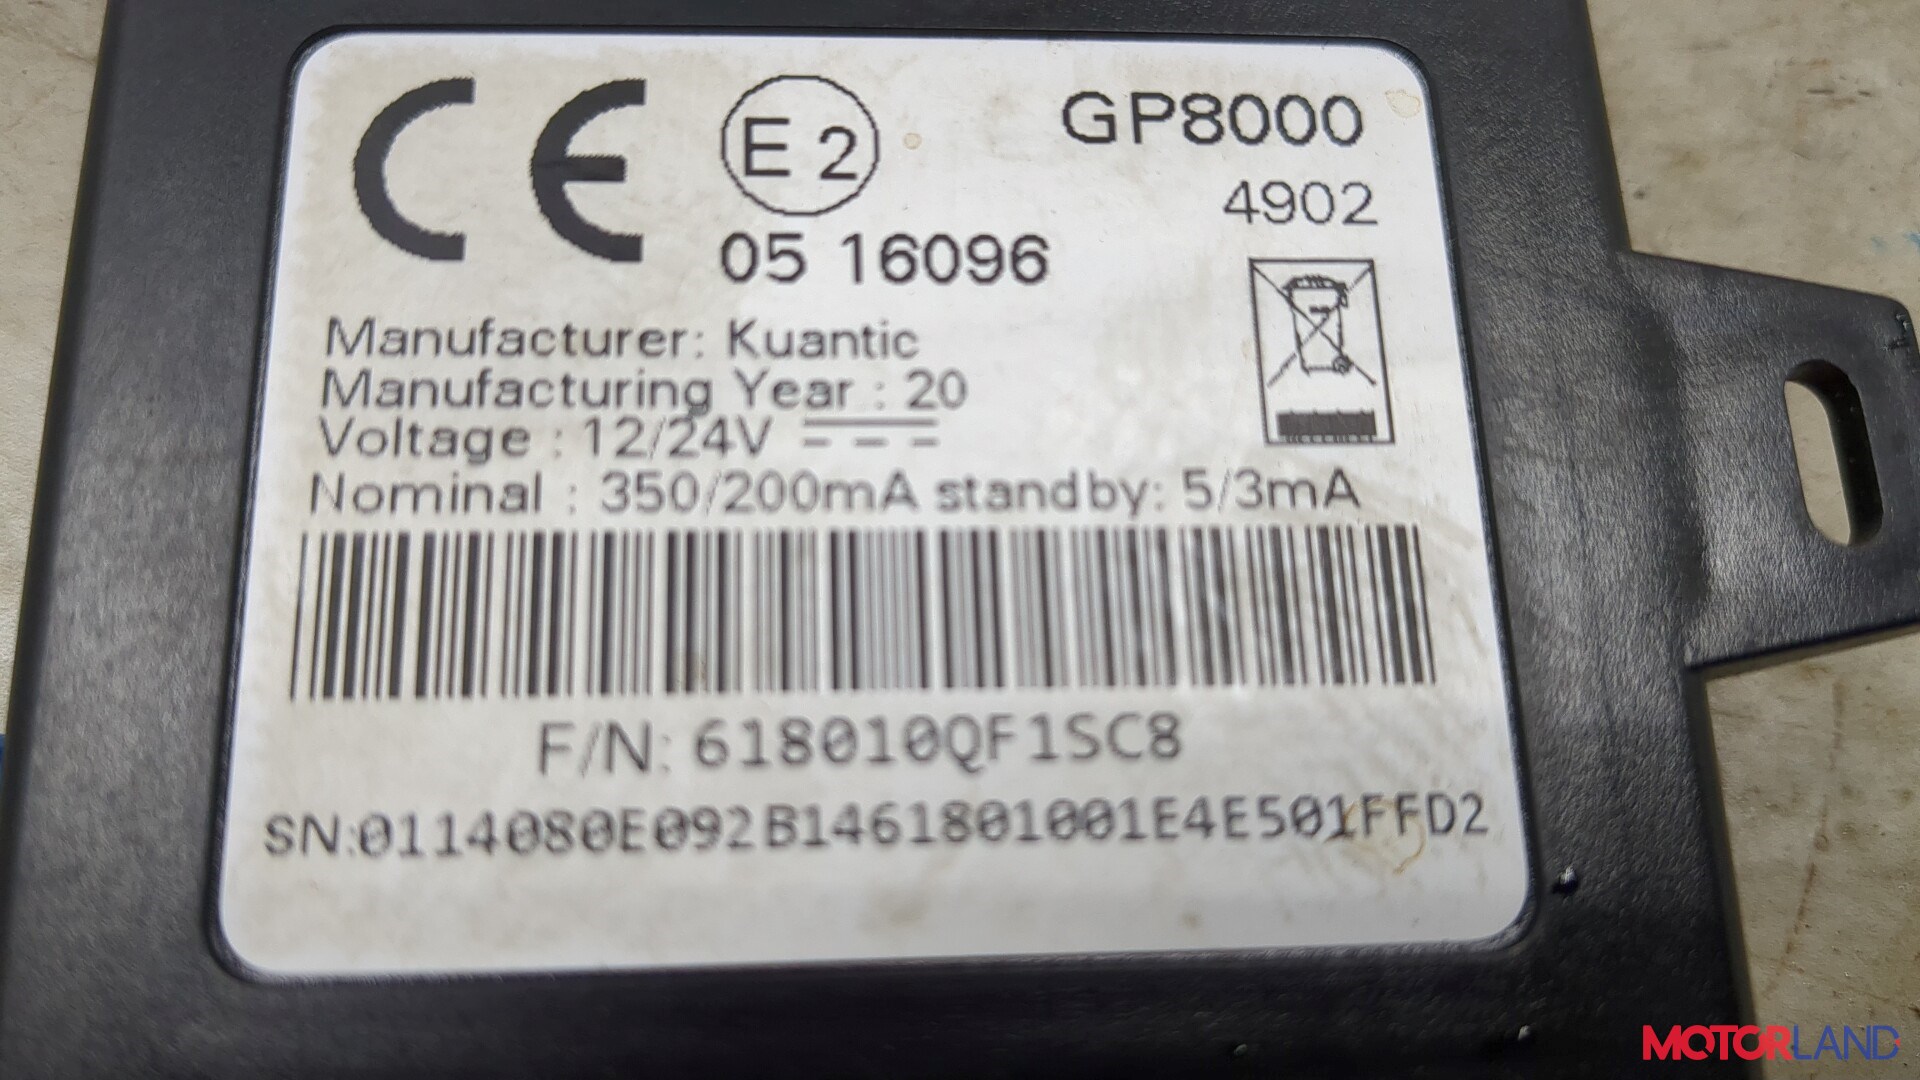 CE E2 GP8000
4902
05 16096
Manufacturer: Kuantic
Manufacturing Year : 20
Voltage : 12/24V
Nominal : 350/200mA standby: 5/3mA
F/N: 618010QF1SC8
SN:0114080E092B1461801001E4E501FFD2
MOTORLAND